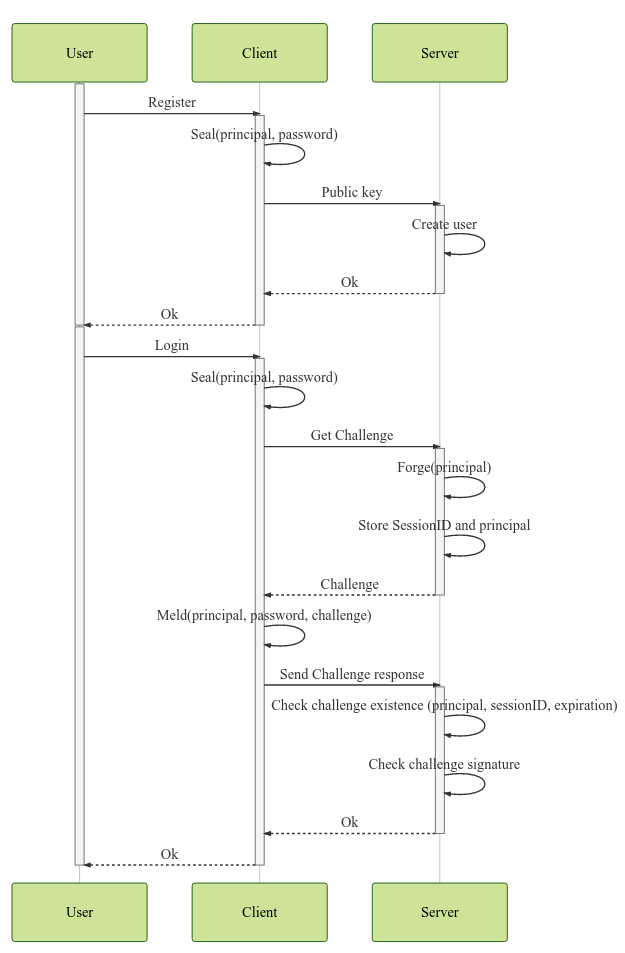 User
Client
Server
Register
Seal(principal, password)
Public key
Create user
Ok
Ok
Login
Seal(principal, password)
Get Challenge
Forge(principal)
Store SessionID and principal
Challenge
Meld(principal, password, challenge)
Send Challenge response
Check challenge existence (principal, sessionID, expiration)
Check challenge signature
Ok
Ok
User
Client
Server